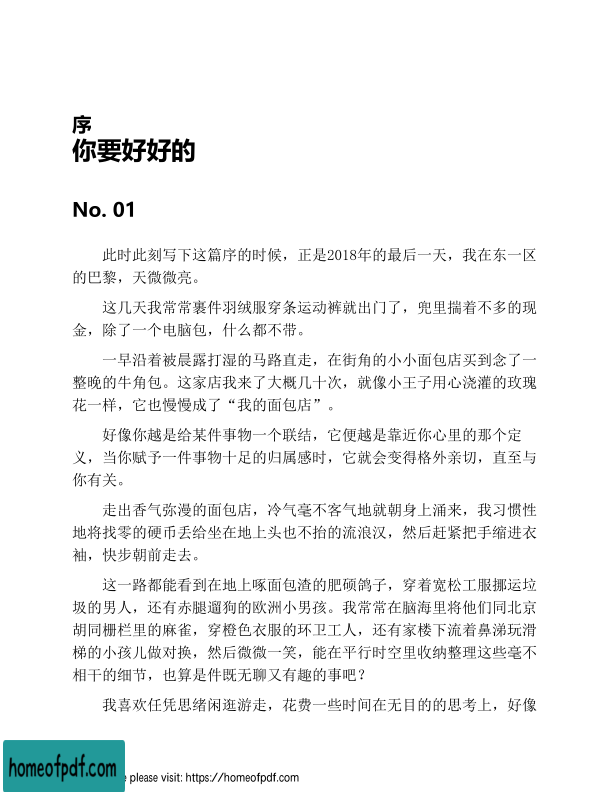 序
你要好好的
No. 01
此时此刻写下这篇序的时候，正是2018年的最后一天，我在东一区
的巴黎，天微微亮。
这几天我常常裹件羽绒服穿条运动裤就出门了，兜里揣着不多的现
金，除了一个电脑包，什么都不带。
一早沿着被晨露打湿的马路直走，在街角的小小面包店买到念了一
整晚的牛角包。这家店我来了大概几十次，就像小王子用心浇灌的玫瑰
花一样，它也慢慢成了“我的面包店”。
好像你越是给某件事物一个联结，它便越是靠近你心里的那个定
义，当你赋予一件事物十足的归属感时，它就会变得格外亲切，直至与
你有关。
走出香气弥漫的面包店，冷气毫不客气地就朝身上涌来，我习惯性
地将找零的硬币丢给坐在地上头也不抬的流浪汉，然后赶紧把手缩进衣
袖，快步朝前走去。
这一路都能看到在地上啄面包渣的肥硕鸽子，穿着宽松工服挪运垃
圾的男人，还有赤腿遛狗的欧洲小男孩。我常常在脑海里将他们同北京
胡同栅栏里的麻雀，穿橙色衣服的环卫工人，还有家楼下流着鼻涕玩滑
梯的小孩儿做对换，然后微微一笑，能在平行时空里收纳整理这些毫不
相干的细节，也算是件既无聊又有趣的事吧？
我喜欢任凭思绪闲逛游走，花费一些时间在无目的的思考上，好像
homeofpdf.com
e please visit: https://homeofpdf.com